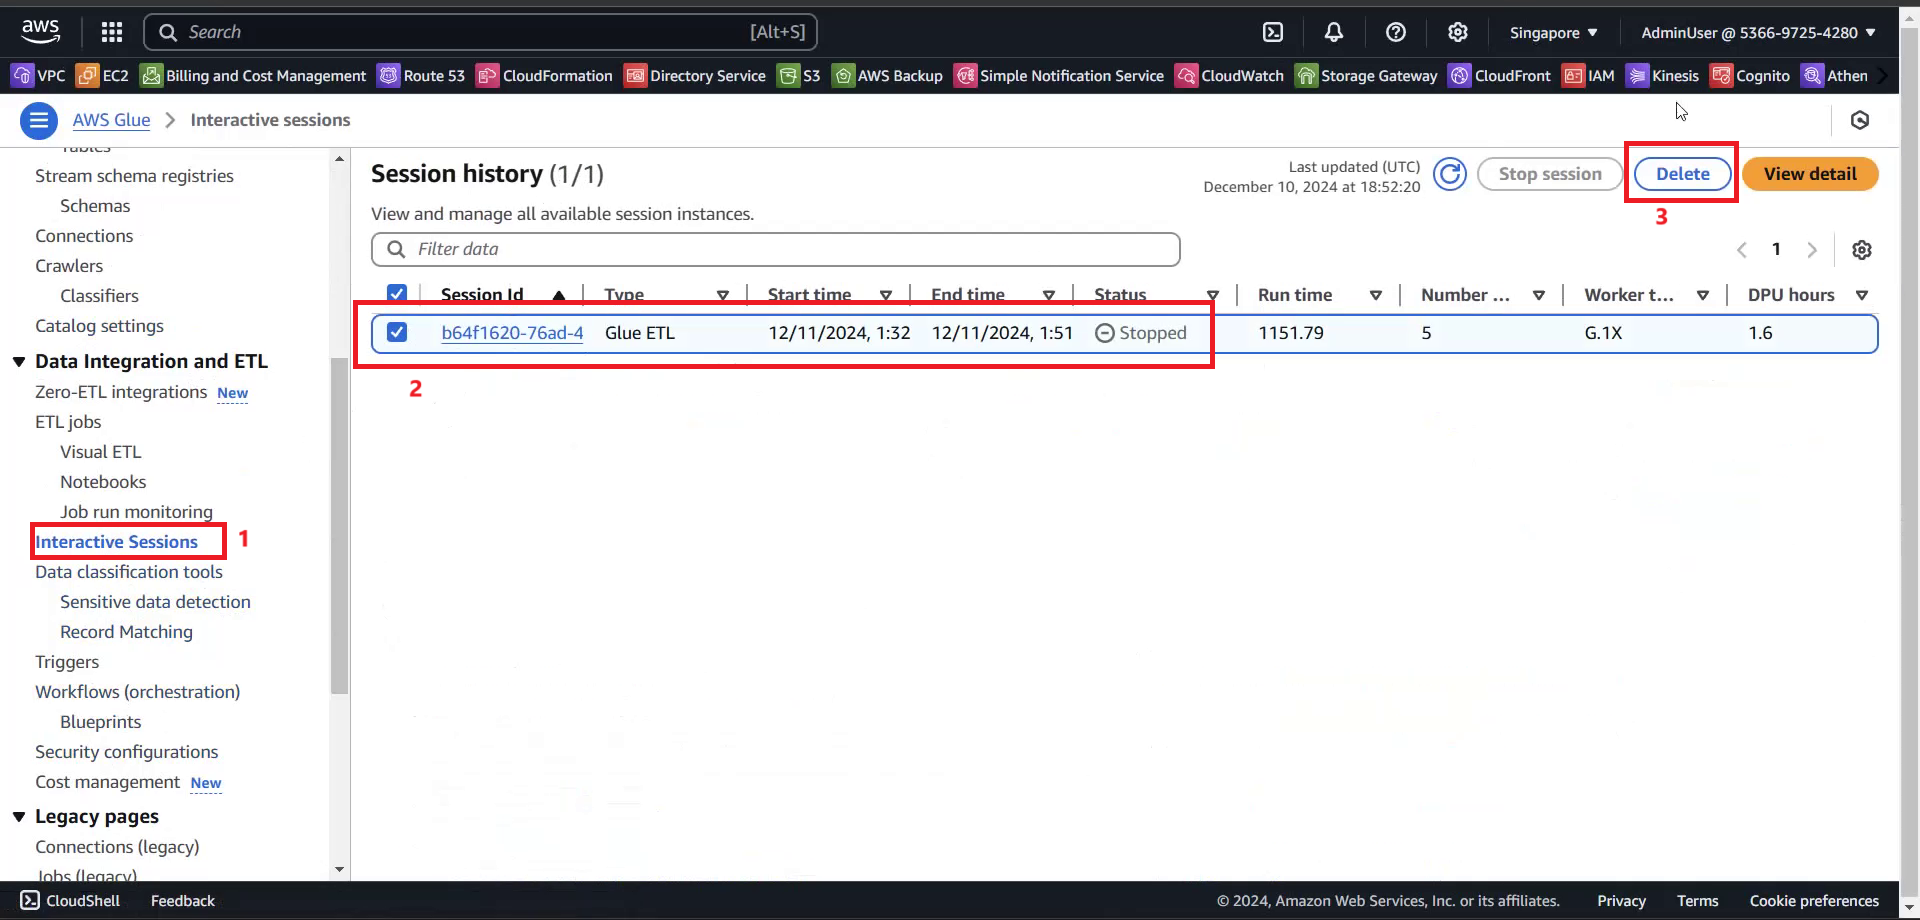 aws
Search [Alt+S]
Singapore ▼
AdminUser @ 5366-9725-4280 ▼
VPC EC2 Billing and Cost Management Route 53 CloudFormation Directory Service S3 AWS Backup Simple Notification Service CloudWatch Storage Gateway CloudFront IAM Kinesis Cognito Athen
AWS Glue > Interactive sessions
Tables
Stream schema registries
Schemas
Connections
Crawlers
Classifiers
Catalog settings
Data Integration and ETL
Zero-ETL integrations New
ETL jobs
Visual ETL
Notebooks
Job run monitoring
Interactive Sessions 1
Data classification tools
Sensitive data detection
Record Matching
Triggers
Workflows (orchestration)
Blueprints
Security configurations
Cost management New
Legacy pages
Connections (legacy)
Jobs (legacy)
Session history (1/1)
Last updated (UTC)
December 10, 2024 at 18:52:20
Stop session
Delete
View detail
3
View and manage all available session instances.
Filter data
1
Session Id Type Start time End time Status Run time Number ... Worker t... DPU hours
b64f1620-76ad-4 Glue ETL 12/11/2024, 1:32 12/11/2024, 1:51 Stopped 1151.79 5 G.1X 1.6
2
CloudShell Feedback
© 2024, Amazon Web Services, Inc. or its affiliates. Privacy Terms Cookie preferences